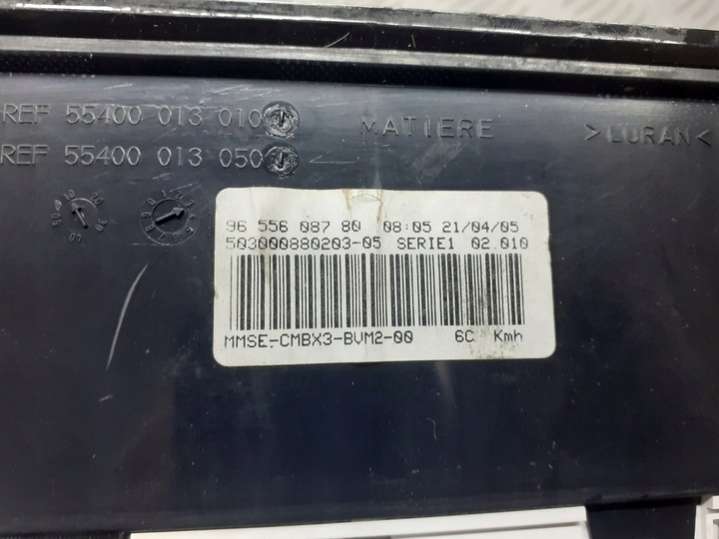 REF 55400 013 010
MATIERE >LURAN<
REF 55400 013 050
96 556 087 80 08:05 21/04/05
503000880203-05 SERIE1 02.010
MMSE-CMBX3-BVM2-00 6C Kmh